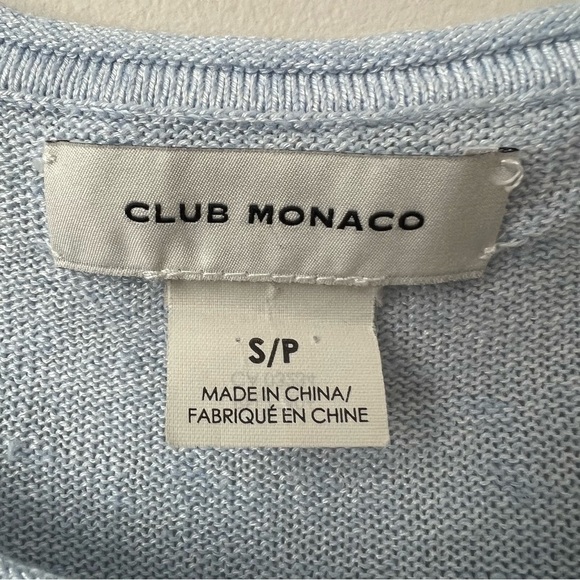 CLUB MONACO
S/P
MADE IN CHINA/
FABRIQUÉ EN CHINE